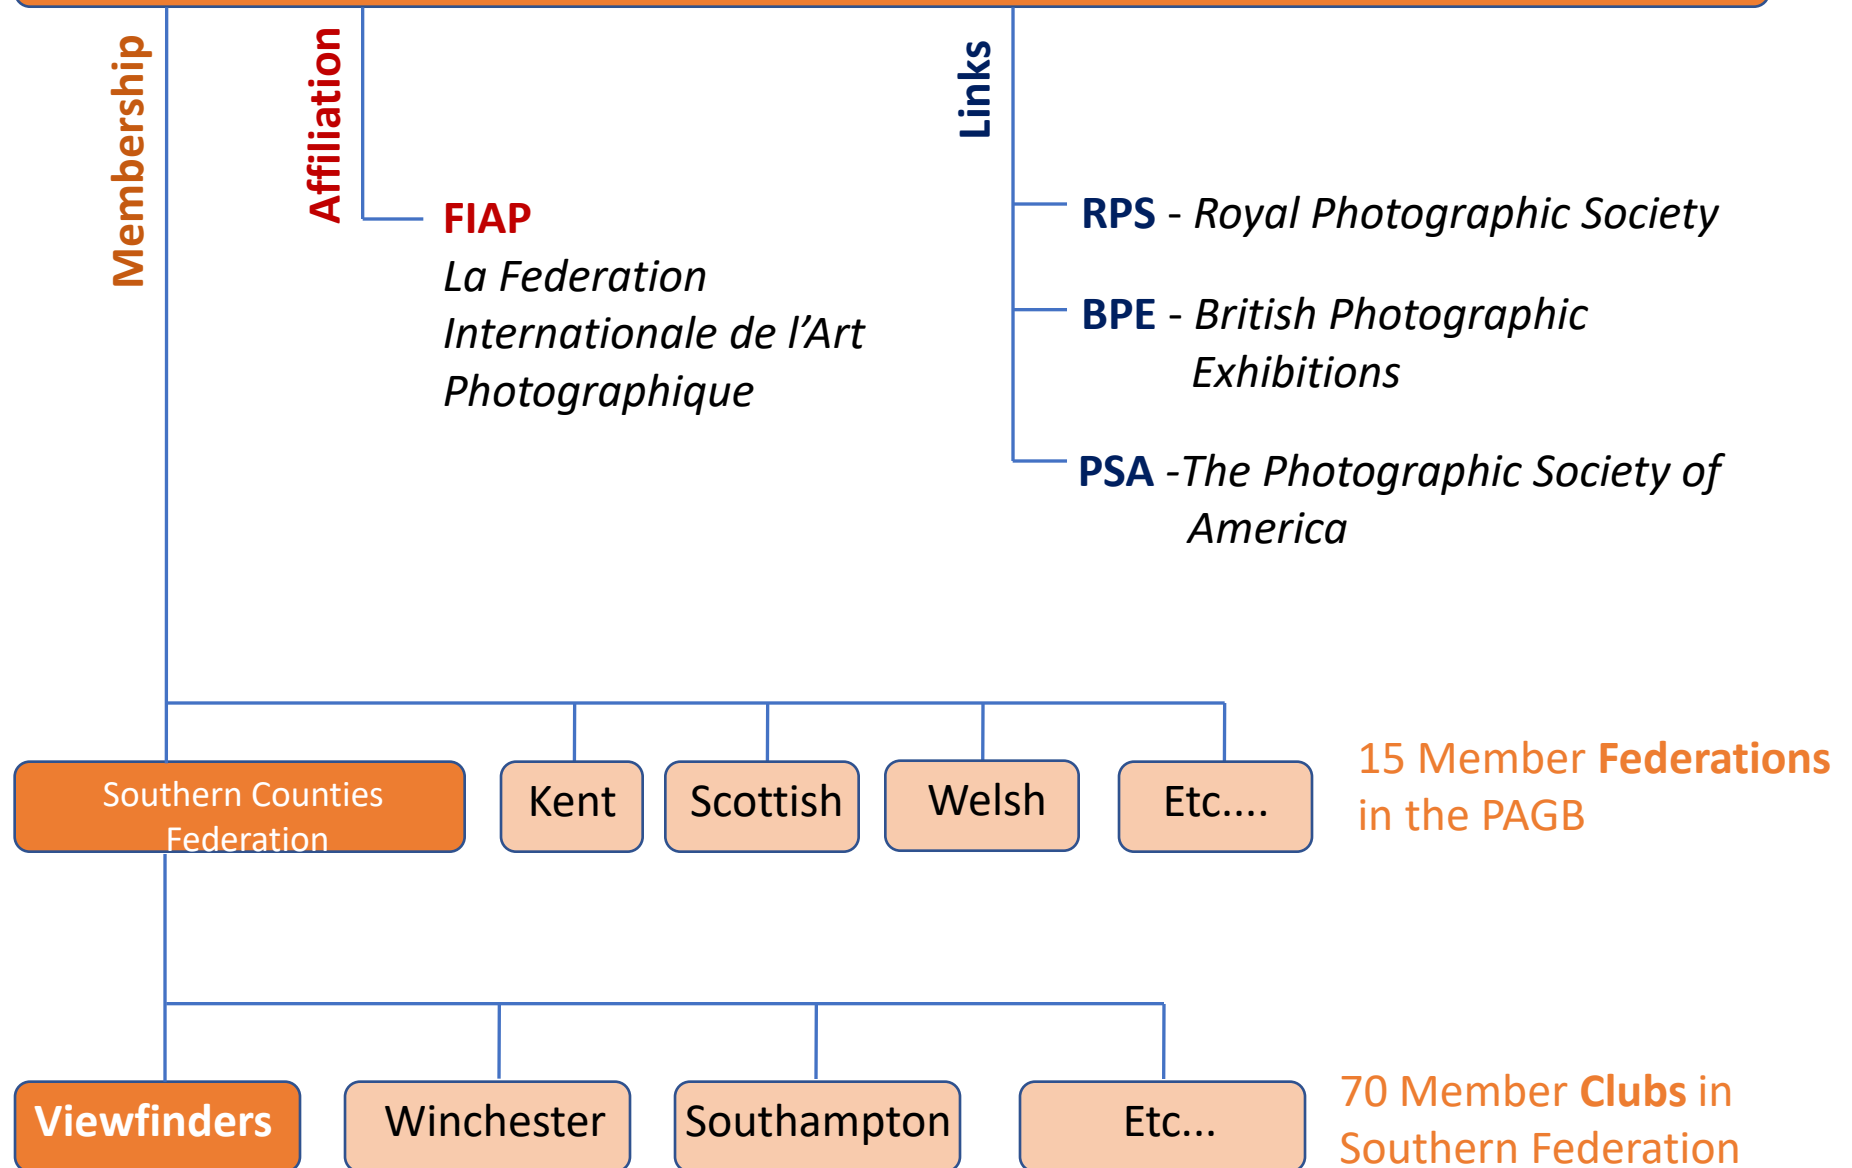 Membership
Affiliation
Links
FIAP
La Federation
Internationale de l’Art
Photographique
RPS - Royal Photographic Society
BPE - British Photographic
Exhibitions
PSA -The Photographic Society of
America
Southern Counties
Federation
Kent
Scottish
Welsh
Etc....
15 Member Federations
in the PAGB
Viewfinders
Winchester
Southampton
Etc...
70 Member Clubs in
Southern Federation